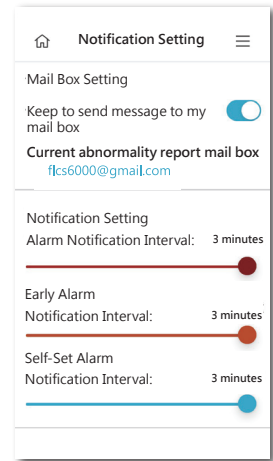 Notification Setting
Mail Box Setting
Keep to send message to my
mail box
Current abnormality report mail box
flcs6000@gmail.com
Notification Setting
Alarm Notification Interval: 3 minutes
Early Alarm
Notification Interval: 3 minutes
Self-Set Alarm
Notification Interval: 3 minutes